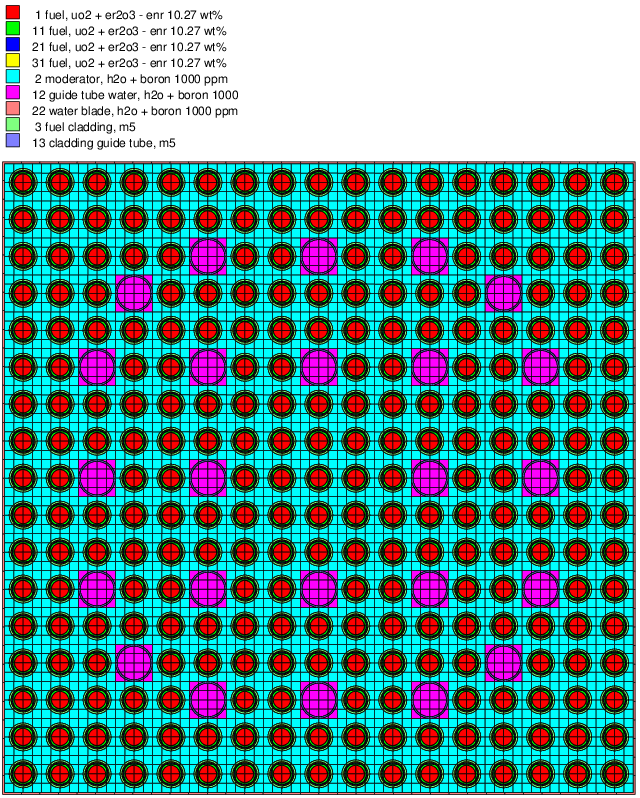 1 fuel, uo2 + er2o3 - enr 10.27 wt%
11 fuel, uo2 + er2o3 - enr 10.27 wt%
21 fuel, uo2 + er2o3 - enr 10.27 wt%
31 fuel, uo2 + er2o3 - enr 10.27 wt%
2 moderator, h2o + boron 1000 ppm
12 guide tube water, h2o + boron 1000
22 water blade, h2o + boron 1000 ppm
3 fuel cladding, m5
13 cladding guide tube, m5